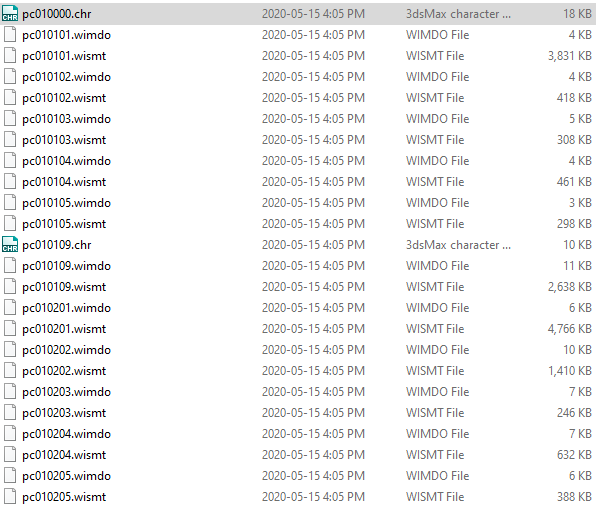 pc010000.chr 2020-05-15 4:05 PM 3dsMax character ... 18 KB
pc010101.wimdo 2020-05-15 4:05 PM WIMDO File 4 KB
pc010101.wismt 2020-05-15 4:05 PM WISMT File 3,831 KB
pc010102.wimdo 2020-05-15 4:05 PM WIMDO File 4 KB
pc010102.wismt 2020-05-15 4:05 PM WISMT File 418 KB
pc010103.wimdo 2020-05-15 4:05 PM WIMDO File 5 KB
pc010103.wismt 2020-05-15 4:05 PM WISMT File 308 KB
pc010104.wimdo 2020-05-15 4:05 PM WIMDO File 4 KB
pc010104.wismt 2020-05-15 4:05 PM WISMT File 461 KB
pc010105.wimdo 2020-05-15 4:05 PM WIMDO File 3 KB
pc010105.wismt 2020-05-15 4:05 PM WISMT File 298 KB
pc010109.chr 2020-05-15 4:05 PM 3dsMax character ... 10 KB
pc010109.wimdo 2020-05-15 4:05 PM WIMDO File 11 KB
pc010109.wismt 2020-05-15 4:05 PM WISMT File 2,638 KB
pc010201.wimdo 2020-05-15 4:05 PM WIMDO File 6 KB
pc010201.wismt 2020-05-15 4:05 PM WISMT File 4,766 KB
pc010202.wimdo 2020-05-15 4:05 PM WIMDO File 10 KB
pc010202.wismt 2020-05-15 4:05 PM WISMT File 1,410 KB
pc010203.wimdo 2020-05-15 4:05 PM WIMDO File 7 KB
pc010203.wismt 2020-05-15 4:05 PM WISMT File 246 KB
pc010204.wimdo 2020-05-15 4:05 PM WIMDO File 7 KB
pc010204.wismt 2020-05-15 4:05 PM WISMT File 632 KB
pc010205.wimdo 2020-05-15 4:05 PM WIMDO File 6 KB
pc010205.wismt 2020-05-15 4:05 PM WISMT File 388 KB